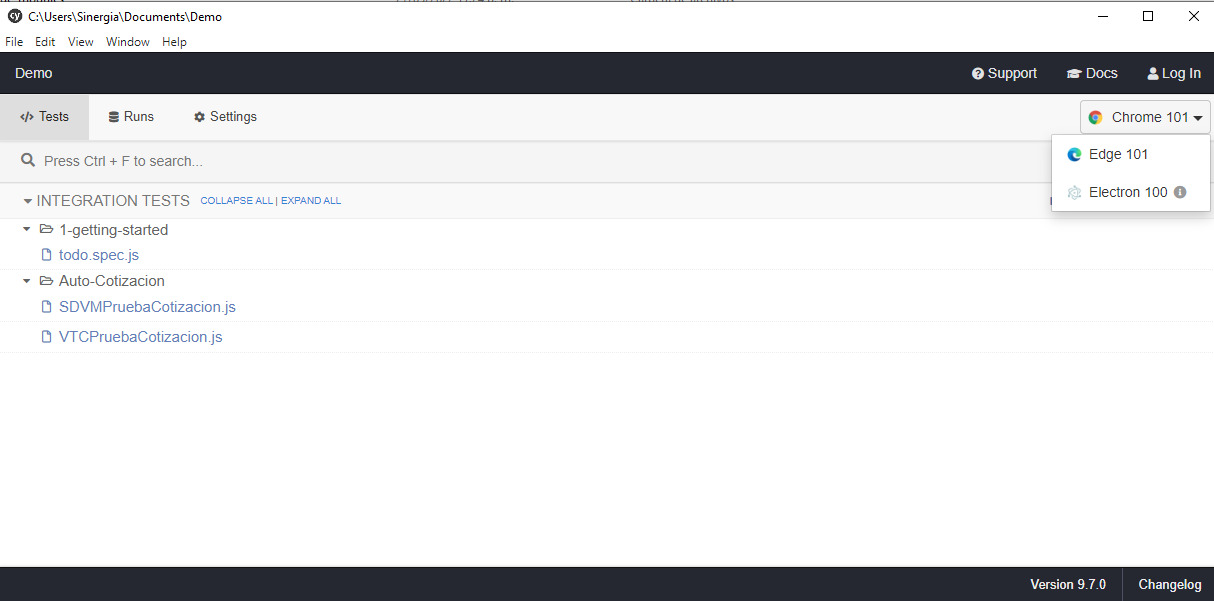 cy C:\Users\Sinergia\Documents\Demo
File Edit View Window Help
Demo Support Docs Log In
Tests Runs Settings Chrome 101
Press Ctrl + F to search... Edge 101
INTEGRATION TESTS COLLAPSE ALL | EXPAND ALL Electron 100
1-getting-started
todo.spec.js
Auto-Cotizacion
SDVMPruebaCotizacion.js
VTCPruebaCotizacion.js
Version 9.7.0 Changelog